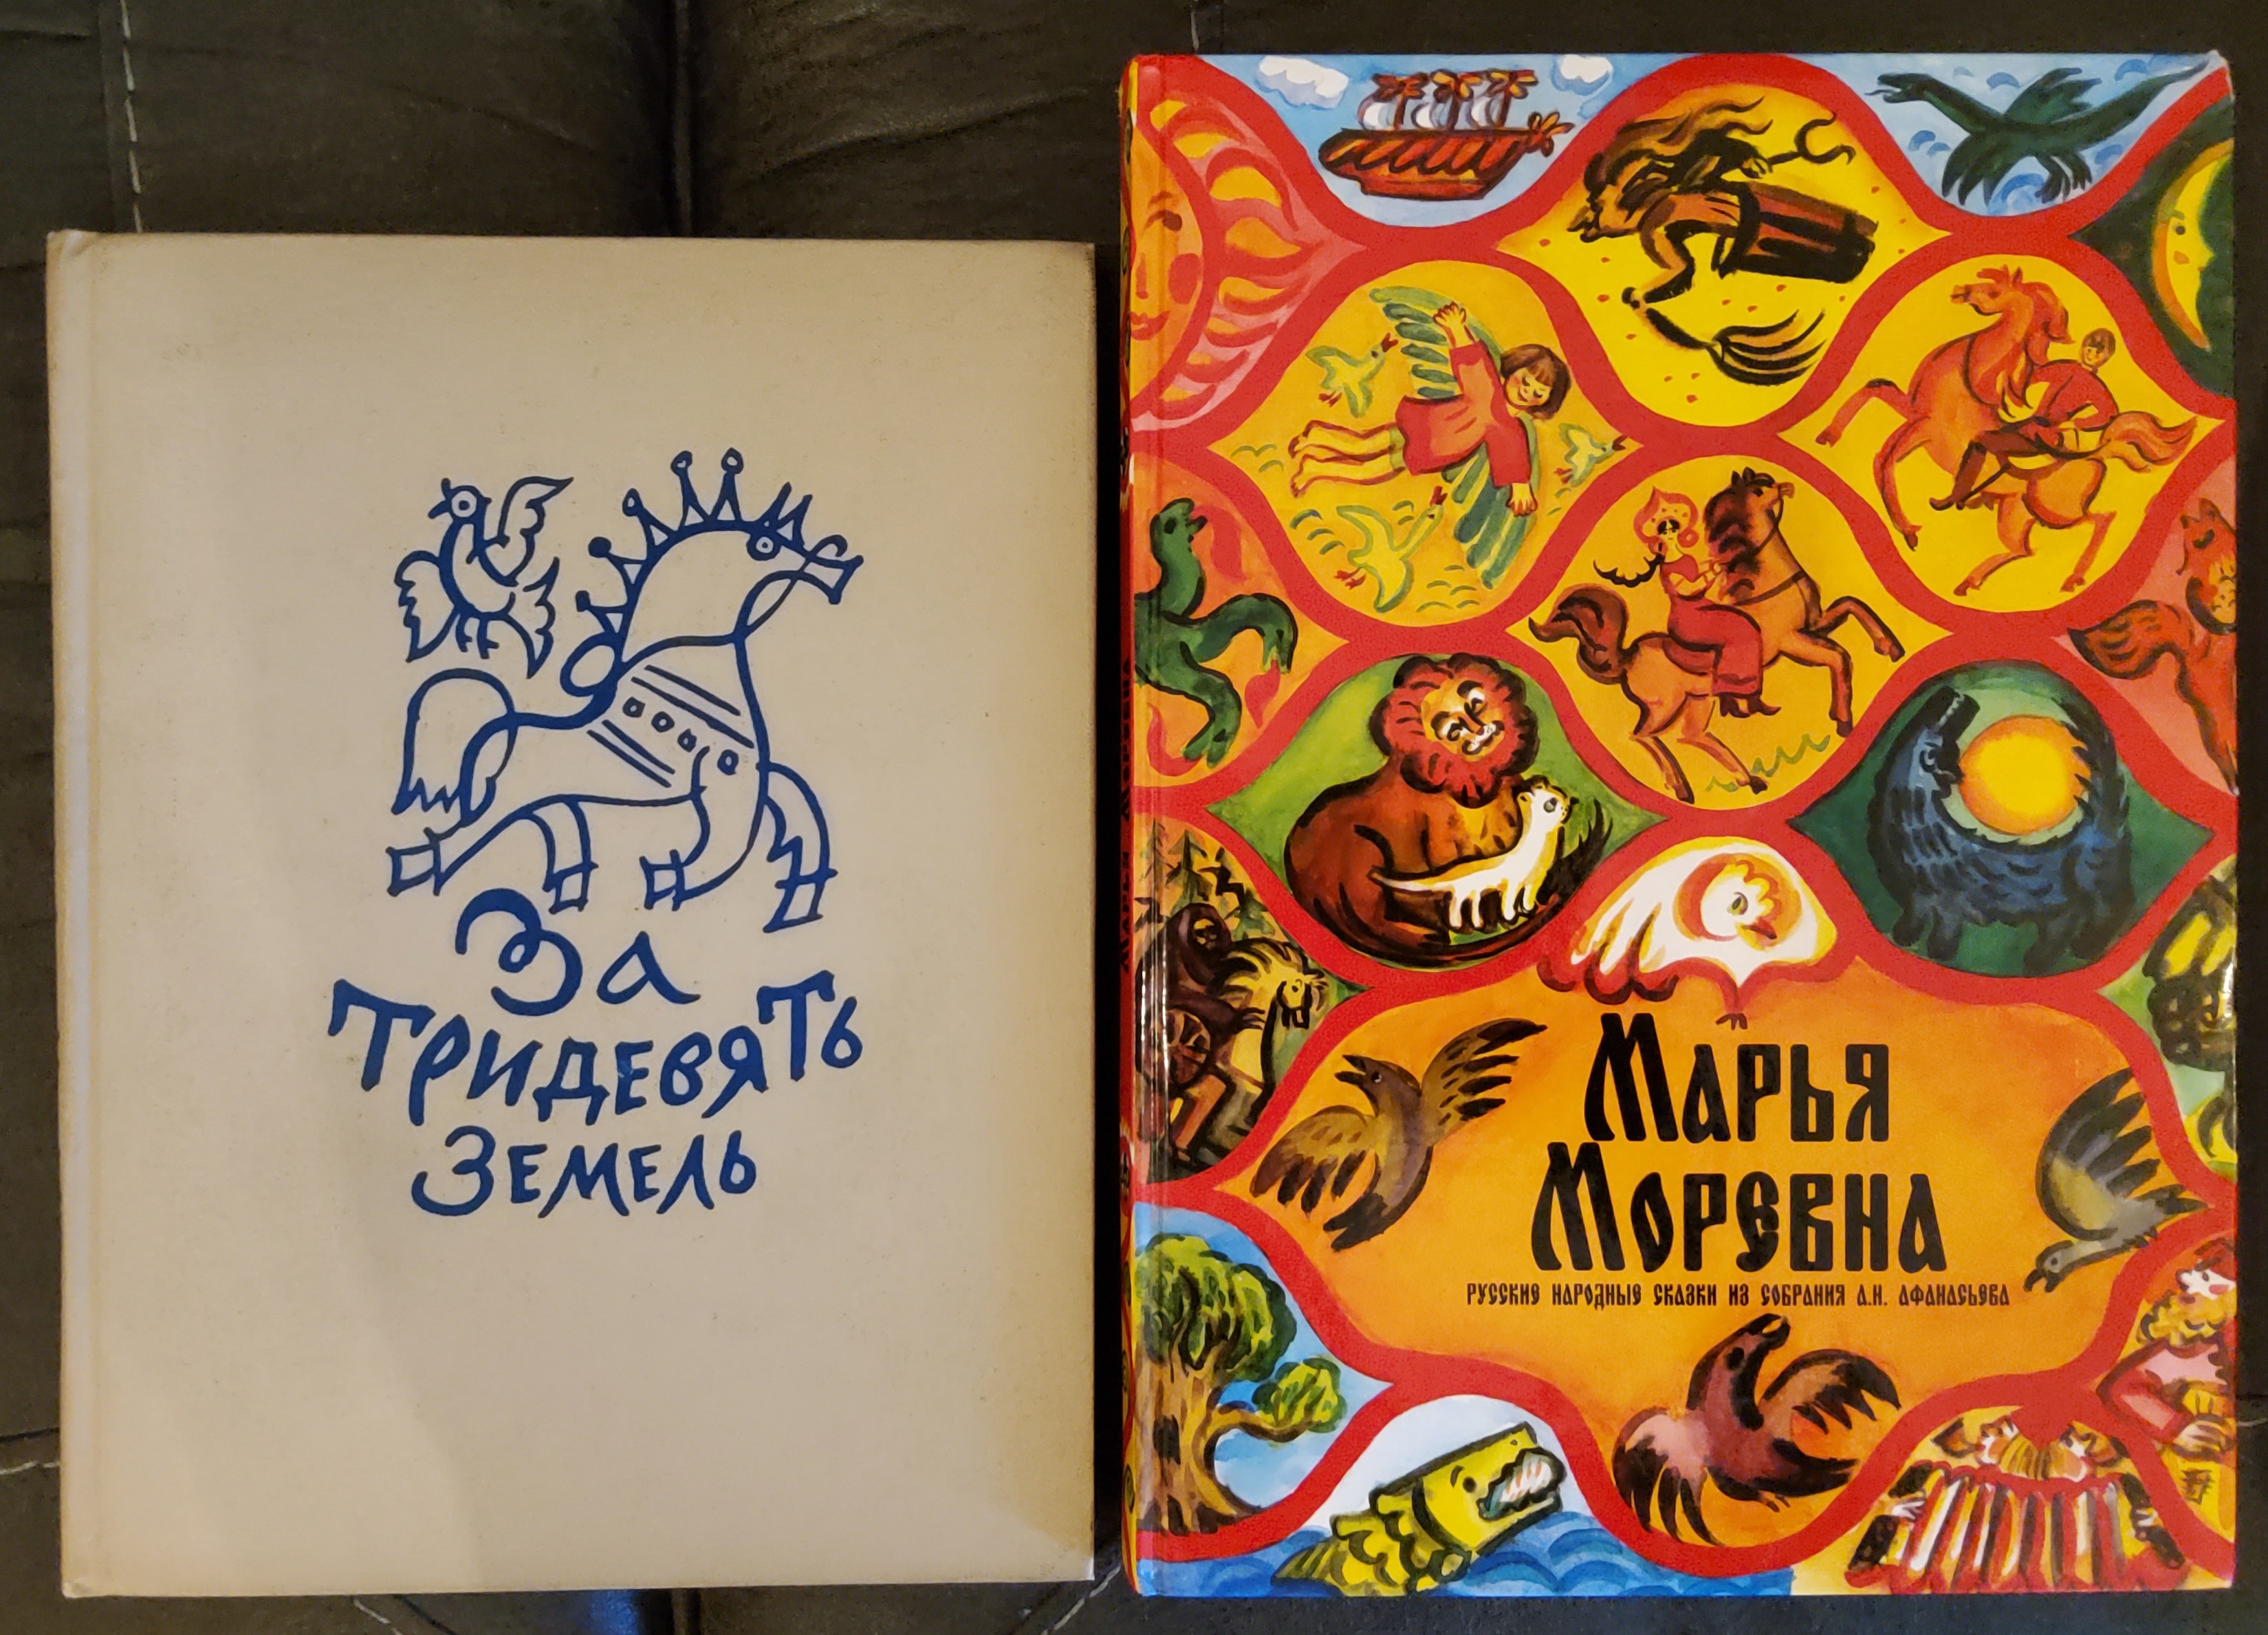 За
тридевять
земель
Марья
Моревна
русские народные сказки из собрания А.Н. Афанасьева